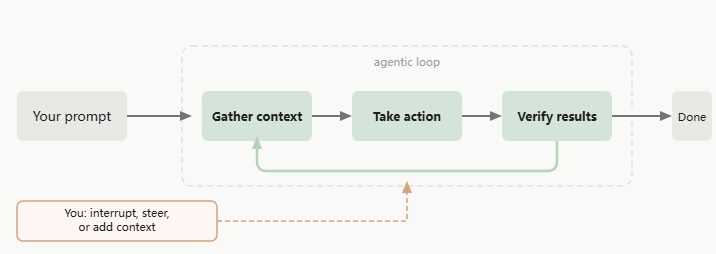 agentic loop
Your prompt
Gather context
Take action
Verify results
Done
You: interrupt, steer,
or add context